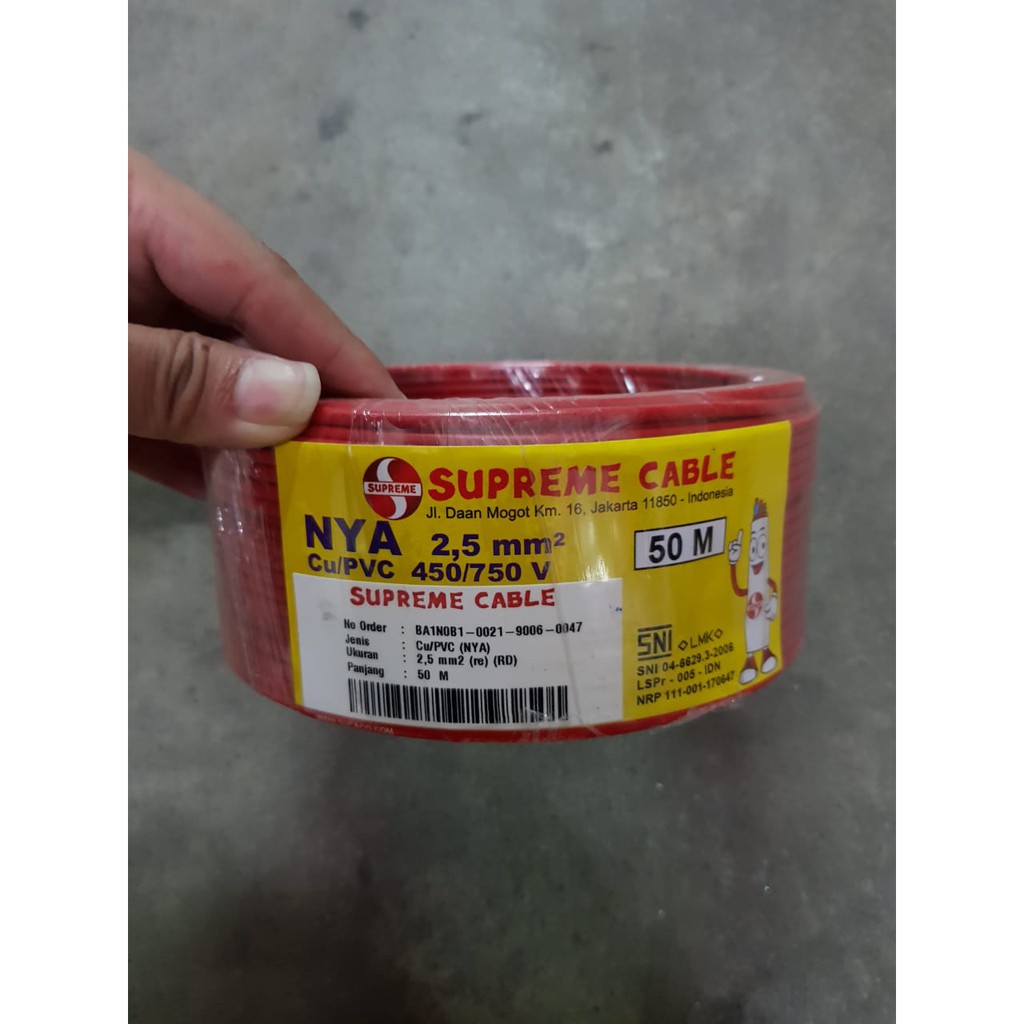 SUPREME
SUPREME CABLE
Jl. Daan Mogot Km. 16, Jakarta 11850 - Indonesia
NYA 2,5 mm²
Cu/PVC 450/750 V
50 M
SUPREME CABLE
No Order : BA1N0B1-0021-9006-0047
Jenis : Cu/PVC (NYA)
Ukuran : 2,5 mm2 (re) (RD)
Panjang : 50 M
SNI LMK
SNI 04-6629.3-2006
LSPr - 005 - IDN
NRP 111-001-170647